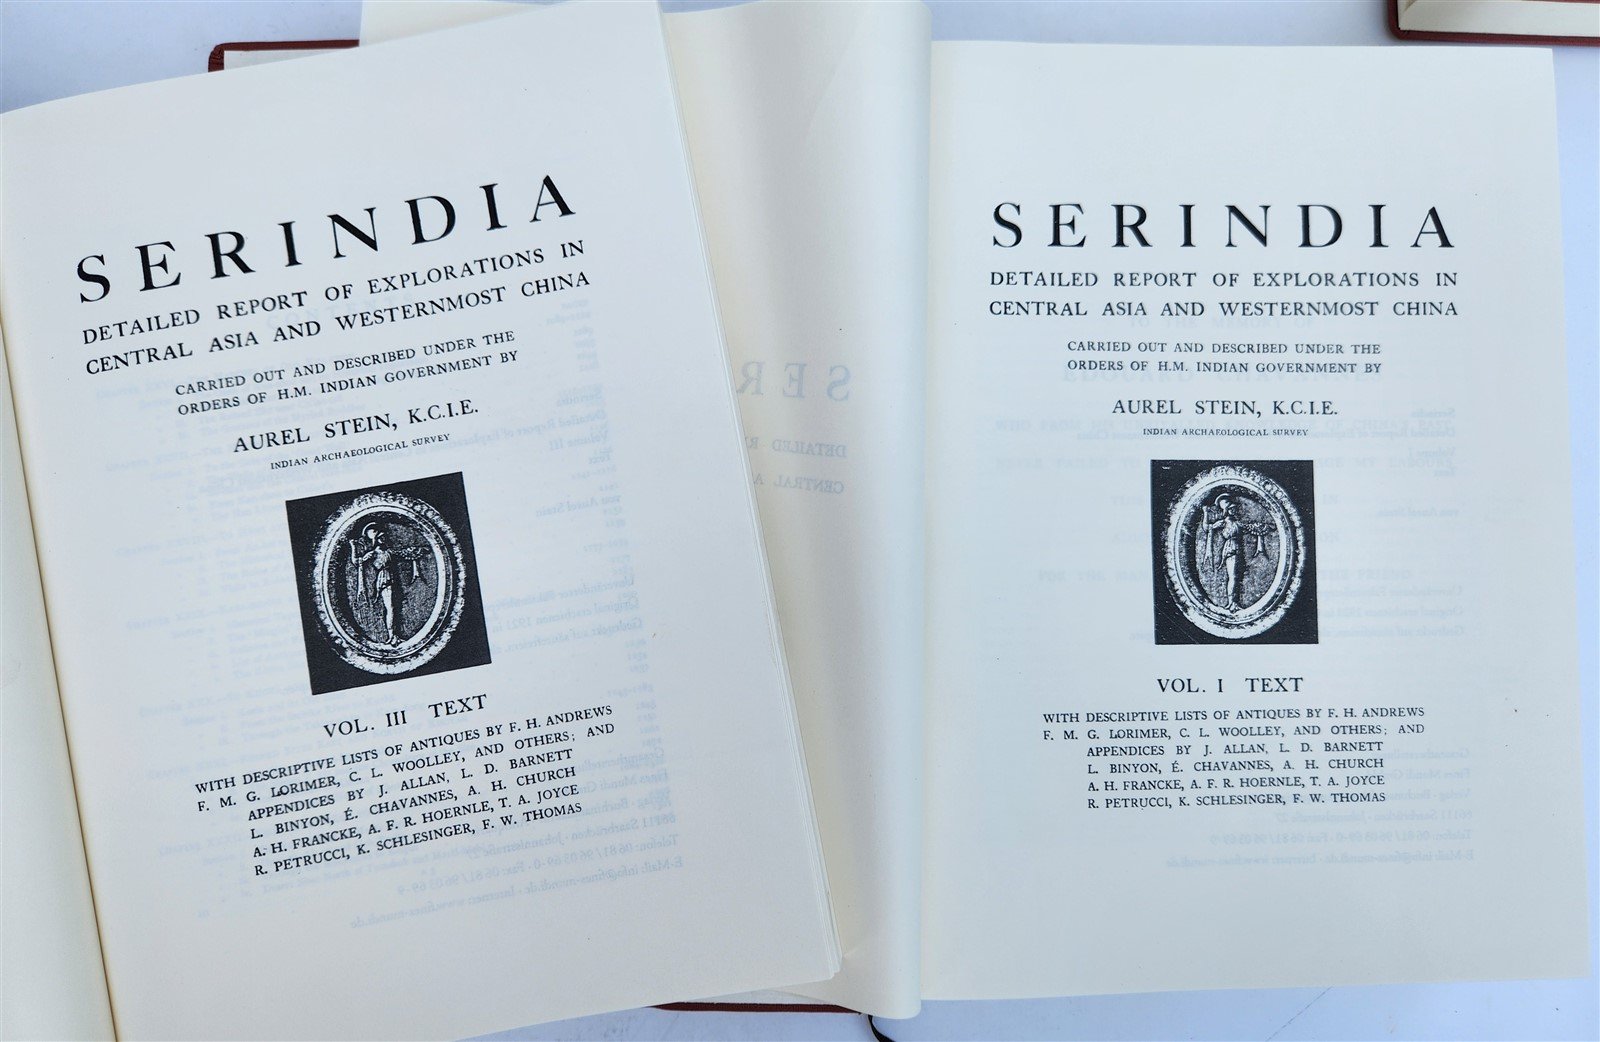 SERINDIA
DETAILED REPORT OF EXPLORATIONS IN
CENTRAL ASIA AND WESTERNMOST CHINA
CARRIED OUT AND DESCRIBED UNDER THE
ORDERS OF H.M. INDIAN GOVERNMENT BY
AUREL STEIN, K.C.I.E.
INDIAN ARCHAEOLOGICAL SURVEY
VOL. III TEXT
WITH DESCRIPTIVE LISTS OF ANTIQUES BY F. H. ANDREWS
F. M. G. LORIMER, C. L. WOOLLEY, AND OTHERS; AND
APPENDICES BY J. ALLAN, L. D. BARNETT
L. BINYON, É. CHAVANNES, A. H. CHURCH
A. H. FRANCKE, A. F. R. HOERNLE, T. A. JOYCE
R. PETRUCCI, K. SCHLESINGER, F. W. THOMAS
SERINDIA
DETAILED REPORT OF EXPLORATIONS IN
CENTRAL ASIA AND WESTERNMOST CHINA
CARRIED OUT AND DESCRIBED UNDER THE
ORDERS OF H.M. INDIAN GOVERNMENT BY
AUREL STEIN, K.C.I.E.
INDIAN ARCHAEOLOGICAL SURVEY
VOL. I TEXT
WITH DESCRIPTIVE LISTS OF ANTIQUES BY F. H. ANDREWS
F. M. G. LORIMER, C. L. WOOLLEY, AND OTHERS; AND
APPENDICES BY J. ALLAN, L. D. BARNETT
L. BINYON, É. CHAVANNES, A. H. CHURCH
A. H. FRANCKE, A. F. R. HOERNLE, T. A. JOYCE
R. PETRUCCI, K. SCHLESINGER, F. W. THOMAS